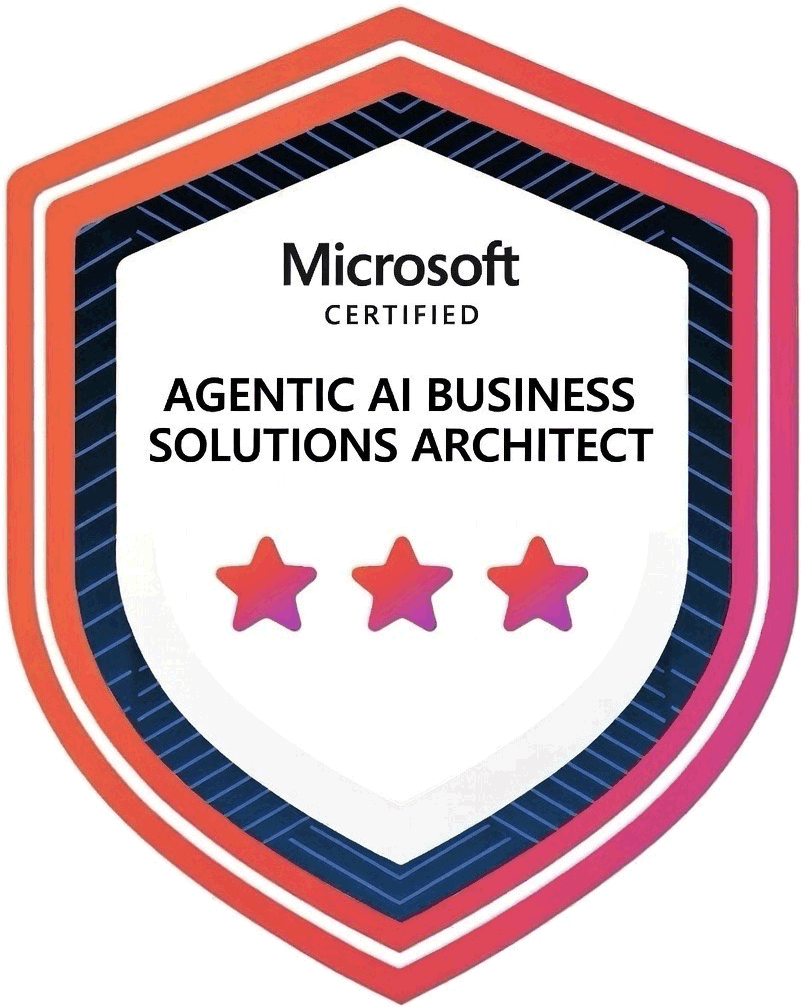 Microsoft
CERTIFIED
AGENTIC AI BUSINESS
SOLUTIONS ARCHITECT